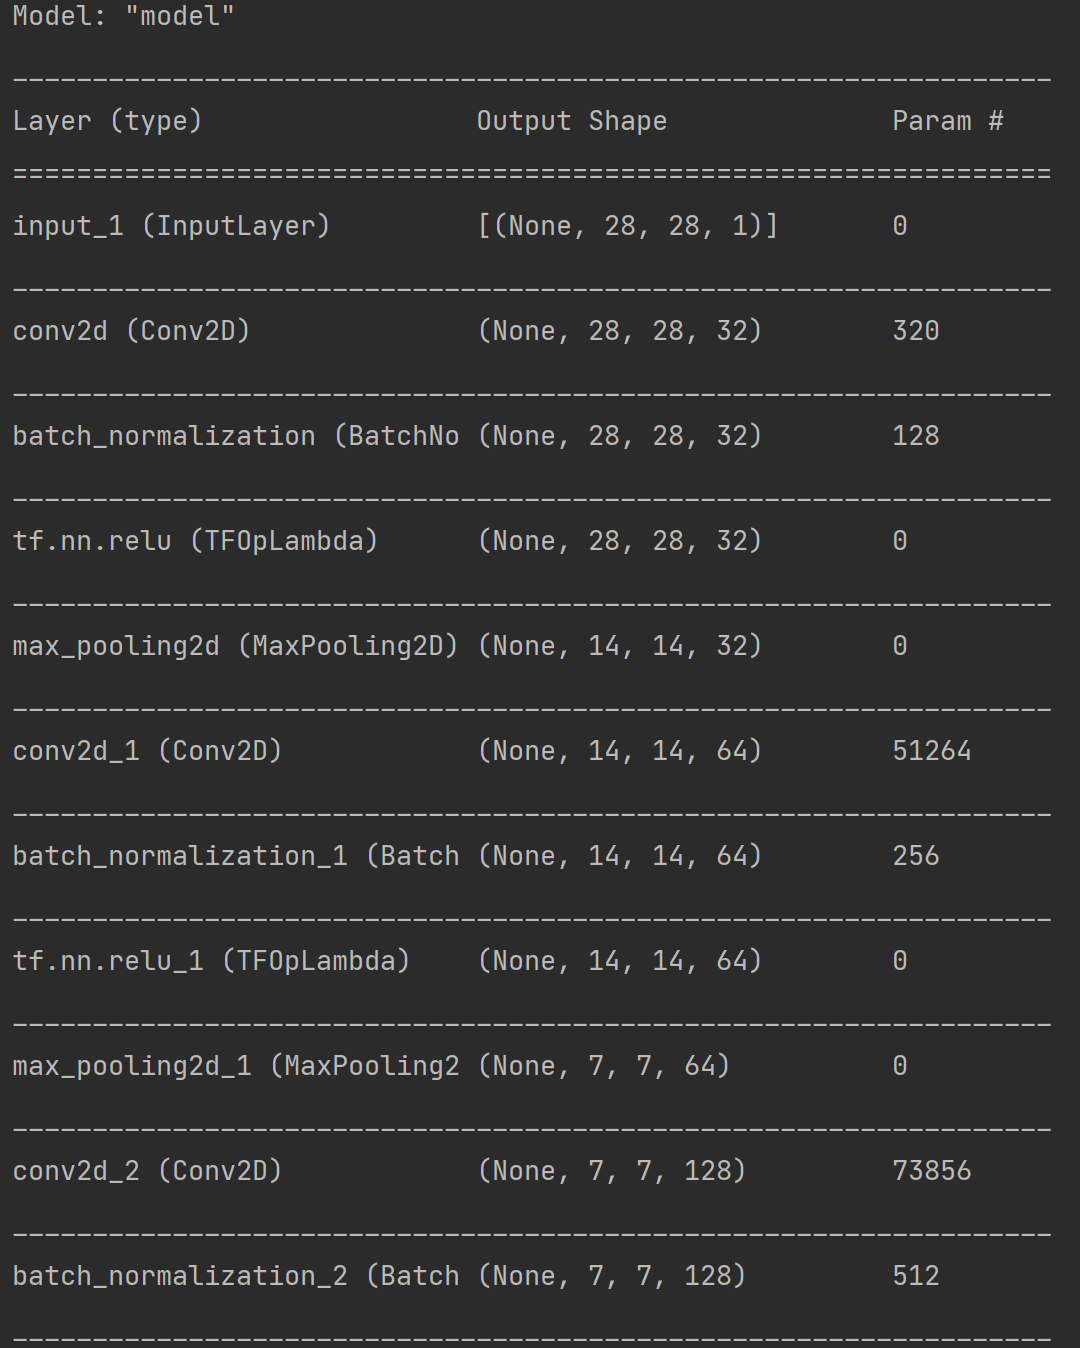 Model: "model"
_________________________________________________________________
Layer (type)                 Output Shape              Param #
=================================================================
input_1 (InputLayer)         [(None, 28, 28, 1)]       0
_________________________________________________________________
conv2d (Conv2D)              (None, 28, 28, 32)        320
_________________________________________________________________
batch_normalization (BatchNo (None, 28, 28, 32)        128
_________________________________________________________________
tf.nn.relu (TFOpLambda)      (None, 28, 28, 32)        0
_________________________________________________________________
max_pooling2d (MaxPooling2D) (None, 14, 14, 32)        0
_________________________________________________________________
conv2d_1 (Conv2D)            (None, 14, 14, 64)        51264
_________________________________________________________________
batch_normalization_1 (Batch (None, 14, 14, 64)        256
_________________________________________________________________
tf.nn.relu_1 (TFOpLambda)    (None, 14, 14, 64)        0
_________________________________________________________________
max_pooling2d_1 (MaxPooling2 (None, 7, 7, 64)          0
_________________________________________________________________
conv2d_2 (Conv2D)            (None, 7, 7, 128)         73856
_________________________________________________________________
batch_normalization_2 (Batch (None, 7, 7, 128)         512
_________________________________________________________________